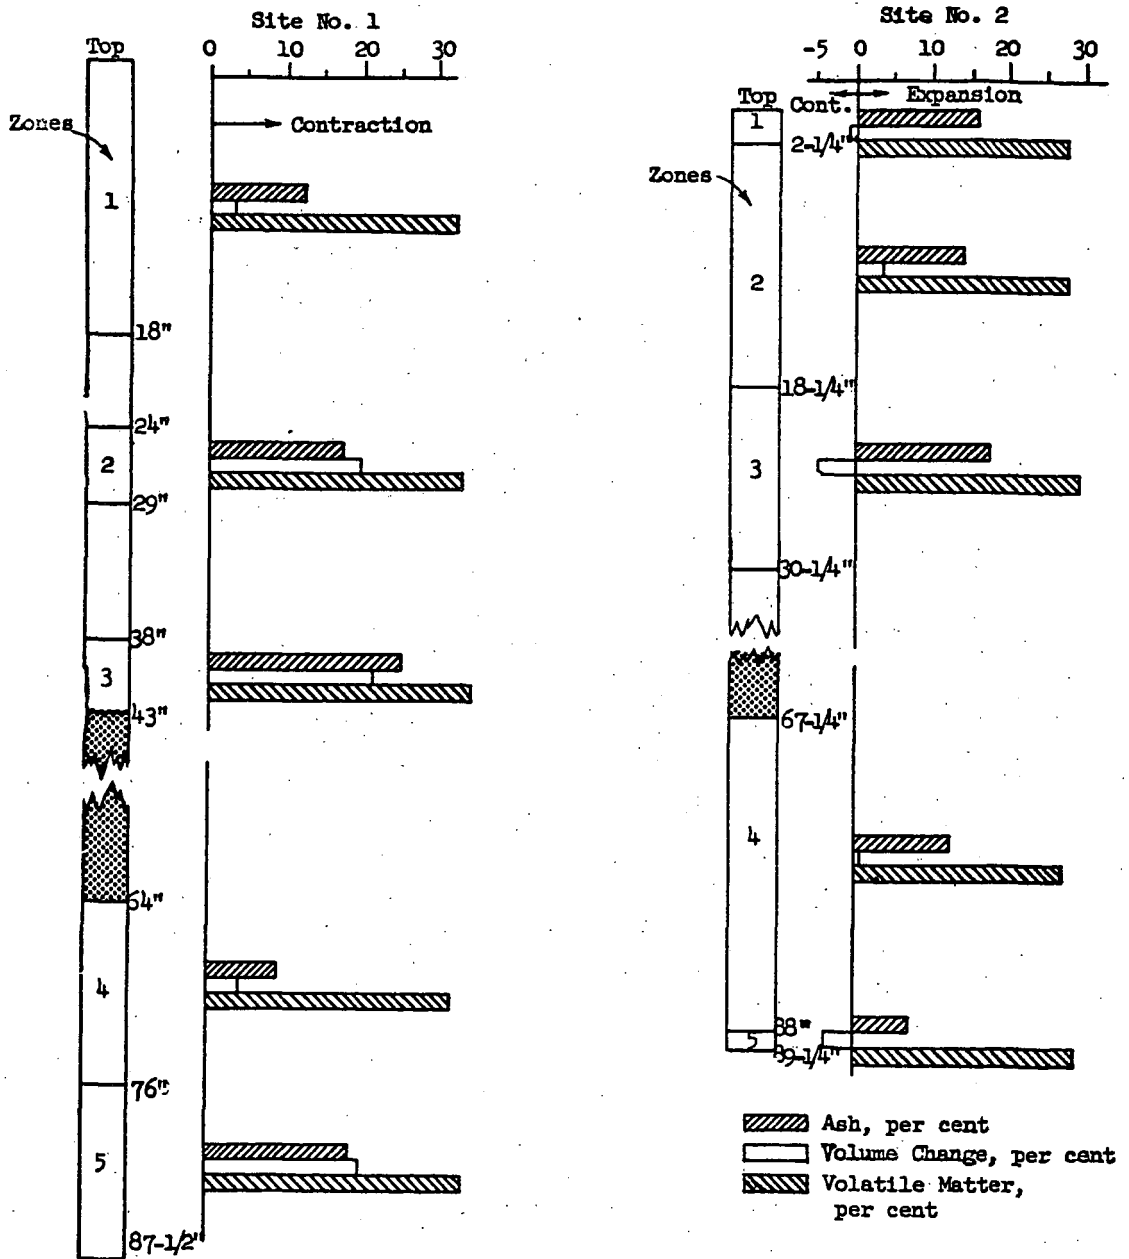 Site No. 1
Top
0 10 20 30
Zones
Contraction
1
18"
24"
2
29"
38"
3
43"
64"
4
76"
5
87-1/2"
Site No. 2
-5 0 10 20 30
Top Cont. Expansion
1
2-1/4"
Zones
2
18-1/4"
3
30-1/4"
67-1/4"
4
88"
5
89-1/4"
Ash, per cent
Volume Change, per cent
Volatile Matter,
per cent